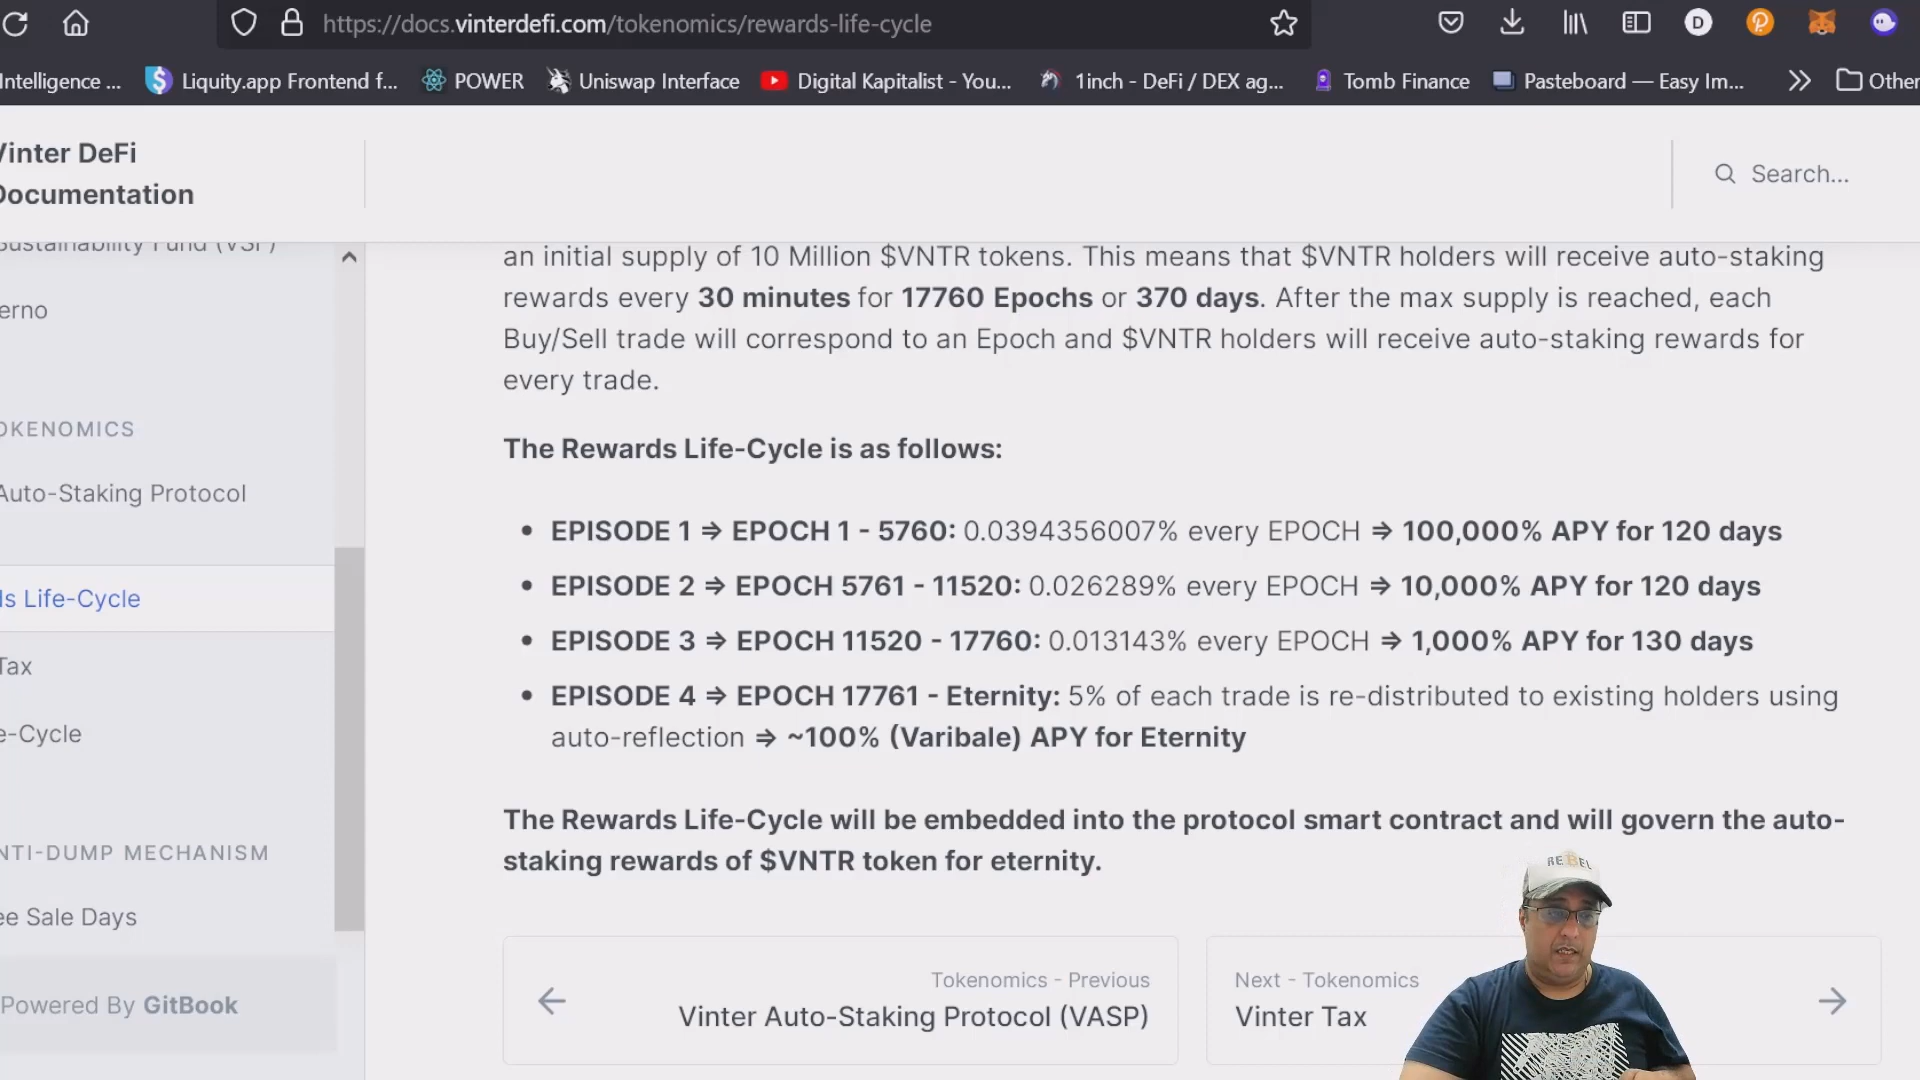 https://docs.vinterdefi.com/tokenomics/rewards-life-cycle
D
Intelligence ...
Liquity.app Frontend f...
POWER
Uniswap Interface
Digital Kapitalist - You...
1inch - DeFi / DEX ag...
Tomb Finance
Pasteboard — Easy Im...
Other
Vinter DeFi
Documentation
Search...
Sustainability Fund (VSF)
erno
OKENOMICS
Auto-Staking Protocol
ds Life-Cycle
Tax
e-Cycle
NTI-DUMP MECHANISM
ee Sale Days
Powered By GitBook
an initial supply of 10 Million $VNTR tokens. This means that $VNTR holders will receive auto-staking
rewards every 30 minutes for 17760 Epochs or 370 days. After the max supply is reached, each
Buy/Sell trade will correspond to an Epoch and $VNTR holders will receive auto-staking rewards for
every trade.
The Rewards Life-Cycle is as follows:
• EPISODE 1 ⇒ EPOCH 1 - 5760: 0.0394356007% every EPOCH ⇒ 100,000% APY for 120 days
• EPISODE 2 ⇒ EPOCH 5761 - 11520: 0.026289% every EPOCH ⇒ 10,000% APY for 120 days
• EPISODE 3 ⇒ EPOCH 11520 - 17760: 0.013143% every EPOCH ⇒ 1,000% APY for 130 days
• EPISODE 4 ⇒ EPOCH 17761 - Eternity: 5% of each trade is re-distributed to existing holders using
auto-reflection ⇒ ~100% (Varibale) APY for Eternity
The Rewards Life-Cycle will be embedded into the protocol smart contract and will govern the auto-
staking rewards of $VNTR token for eternity.
Tokenomics - Previous
Vinter Auto-Staking Protocol (VASP)
Next - Tokenomics
Vinter Tax
REBEL